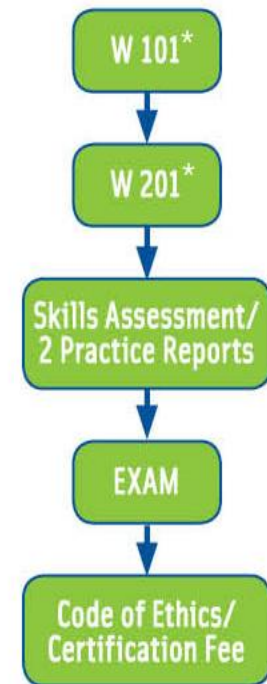 W 101*
W 201*
Skills Assessment/
2 Practice Reports
EXAM
Code of Ethics/
Certification Fee